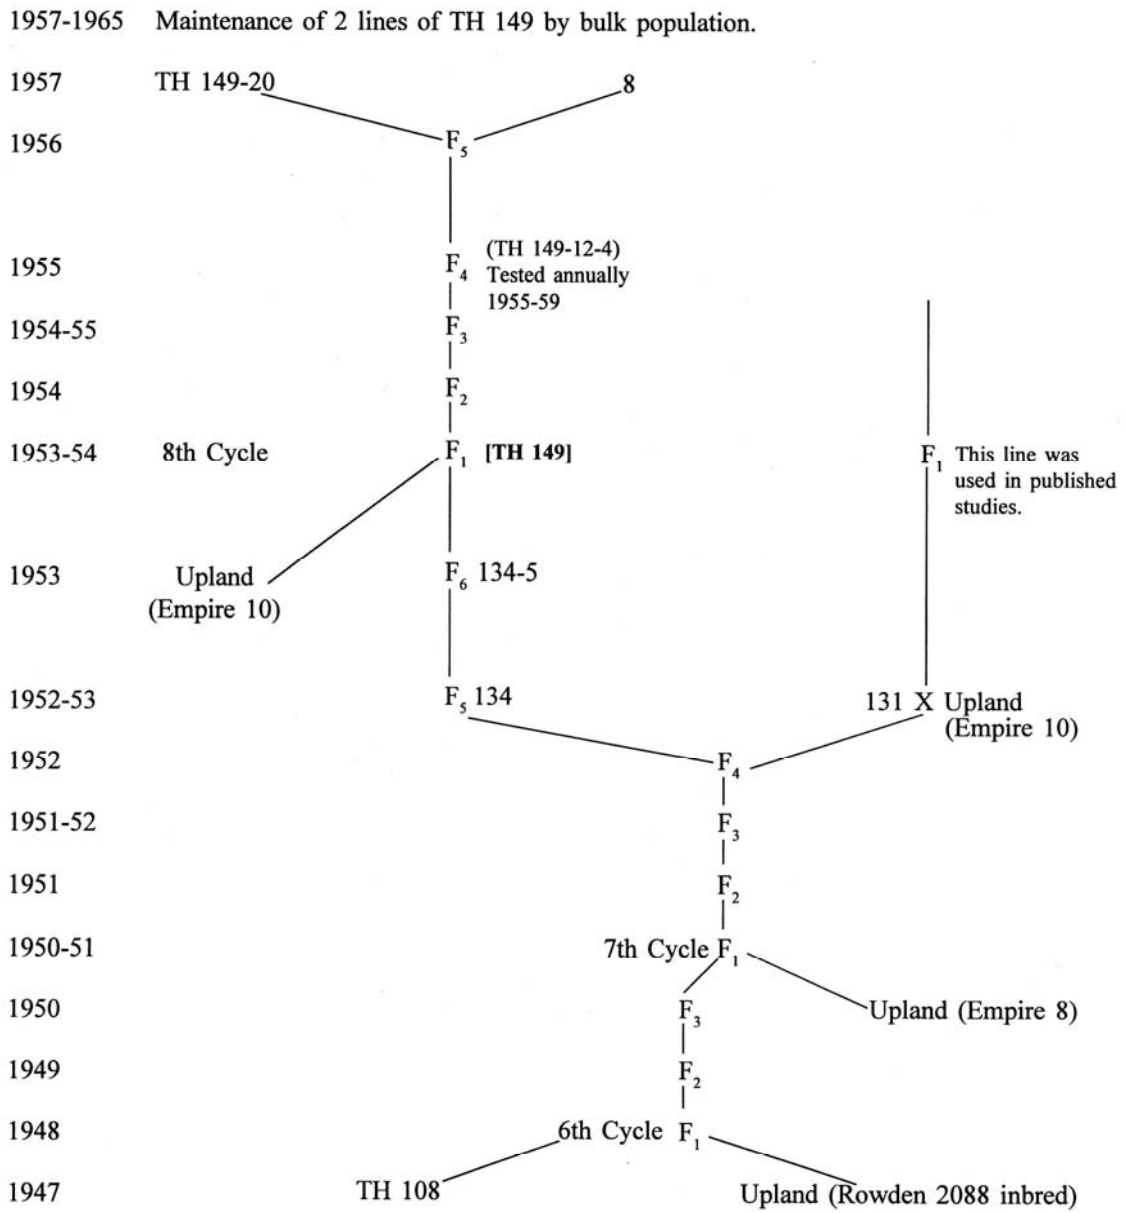 1957-1965 Maintenance of 2 lines of TH 149 by bulk population.
1957 TH 149-20 8
1956 F5
(TH 149-12-4)
1955 F4 Tested annually
1955-59
1954-55 F3
1954 F2
1953-54 8th Cycle F1 [TH 149] F1 This line was
used in published
studies.
1953 Upland F6 134-5
(Empire 10)
1952-53 F5 134 131 X Upland
(Empire 10)
1952 F4
1951-52 F3
1951 F2
1950-51 7th Cycle F1
1950 F3 Upland (Empire 8)
1949 F2
1948 6th Cycle F1
1947 TH 108 Upland (Rowden 2088 inbred)